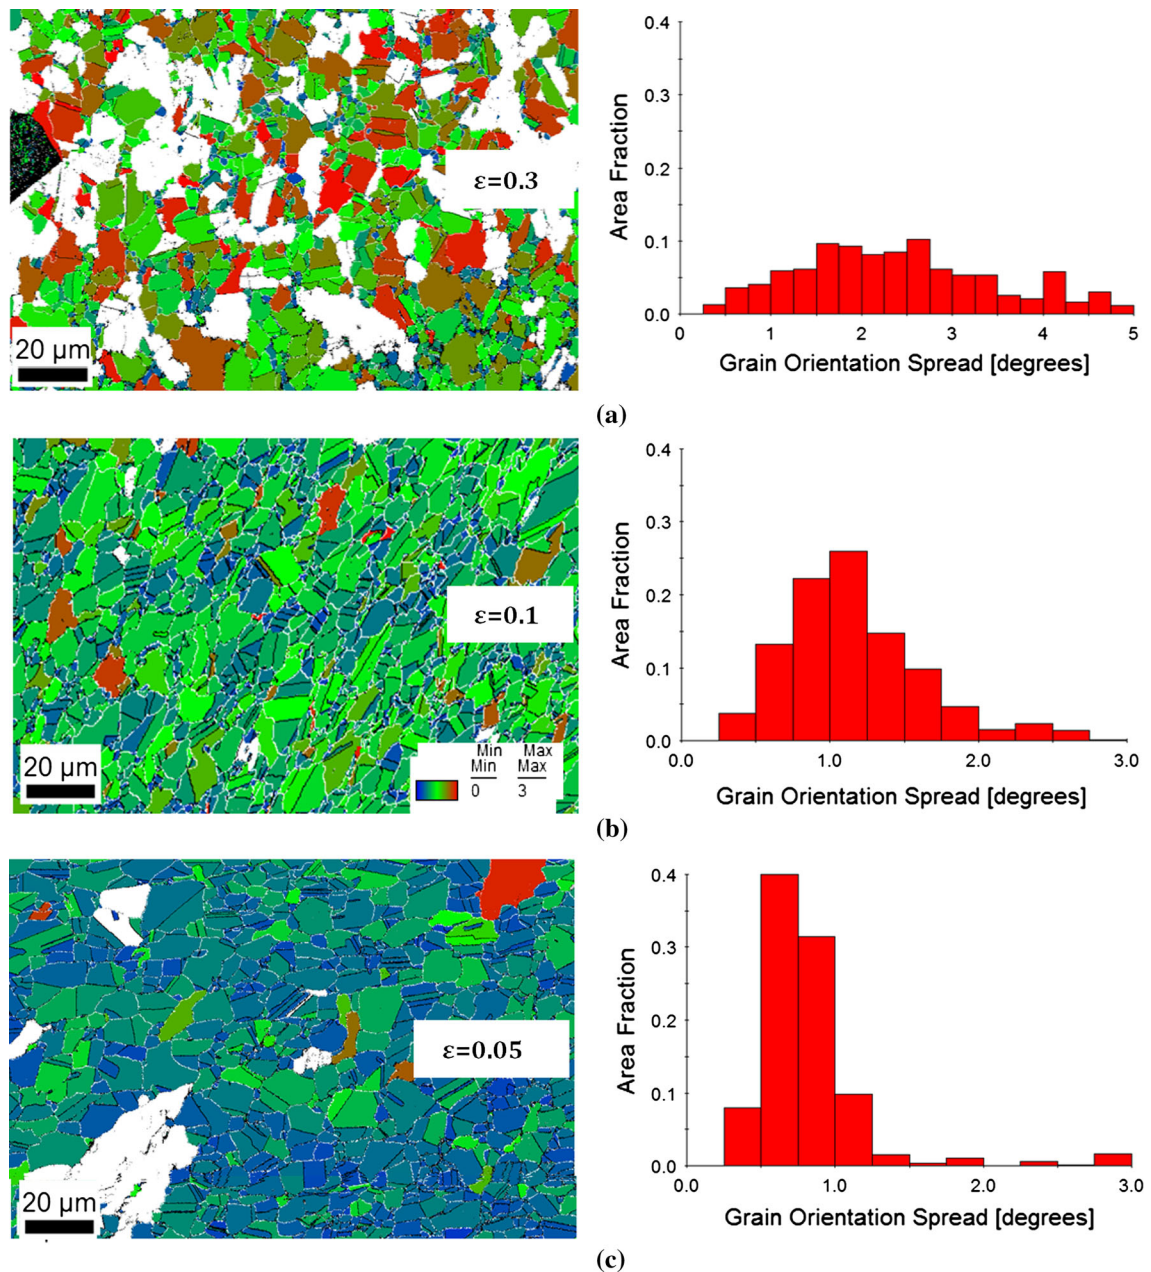 ε=0.3
20 µm
0.4
0.3
0.2
0.1
0.0
Area Fraction
0 1 2 3 4 5
Grain Orientation Spread [degrees]
(a)
ε=0.1
20 µm
Min Max
Min Max
0 3
0.4
0.3
0.2
0.1
0.0
Area Fraction
0.0 1.0 2.0 3.0
Grain Orientation Spread [degrees]
(b)
ε=0.05
20 µm
0.4
0.3
0.2
0.1
0.0
Area Fraction
0.0 1.0 2.0 3.0
Grain Orientation Spread [degrees]
(c)